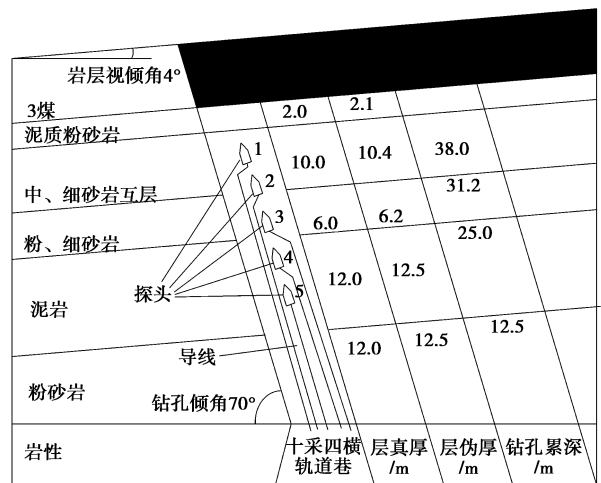 岩层视倾角4°
3煤
2.0
2.1
泥质粉砂岩
1
10.0
10.4
38.0
2
31.2
中、细砂岩互层
3
6.0
6.2
25.0
粉、细砂岩
4
探头
5
12.0
12.5
泥岩
12.0
12.5
12.5
导线
粉砂岩
钻孔倾角70°
岩性
十采四横
轨道巷
层真厚
/m
层伪厚
/m
钻孔累深
/m